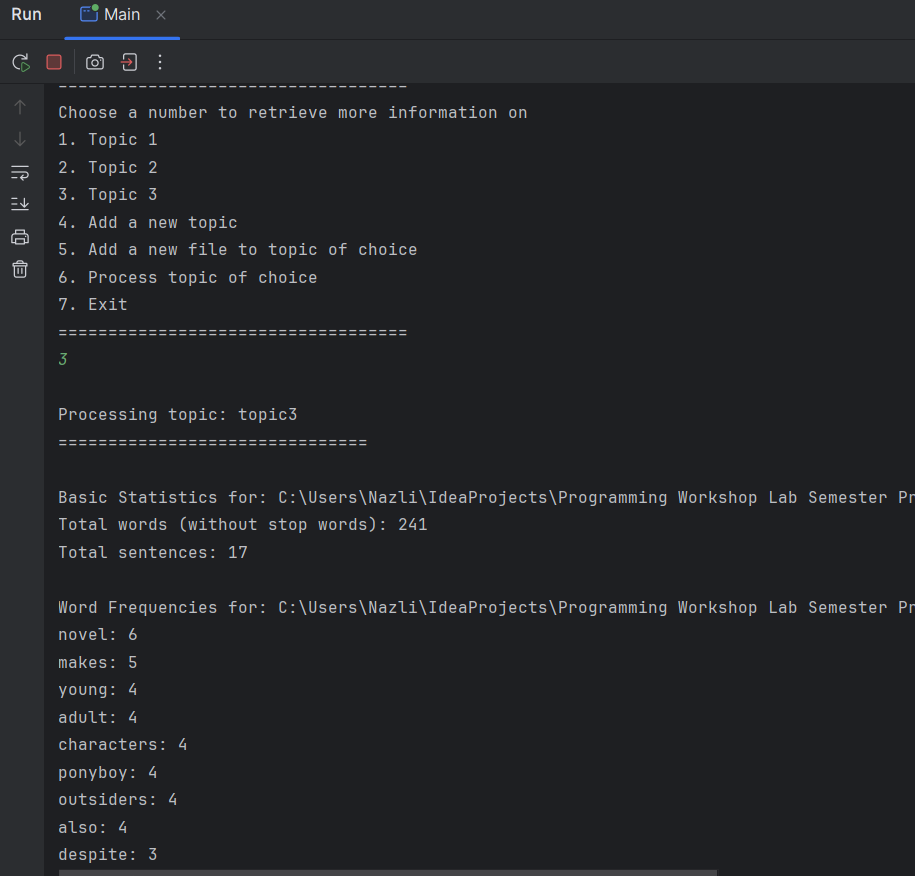 Run Main
----------------------------------
Choose a number to retrieve more information on
1. Topic 1
2. Topic 2
3. Topic 3
4. Add a new topic
5. Add a new file to topic of choice
6. Process topic of choice
7. Exit
===================================
3
Processing topic: topic3
===============================
Basic Statistics for: C:\Users\Nazli\IdeaProjects\Programming Workshop Lab Semester Pr
Total words (without stop words): 241
Total sentences: 17
Word Frequencies for: C:\Users\Nazli\IdeaProjects\Programming Workshop Lab Semester Pr
novel: 6
makes: 5
young: 4
adult: 4
characters: 4
ponyboy: 4
outsiders: 4
also: 4
despite: 3